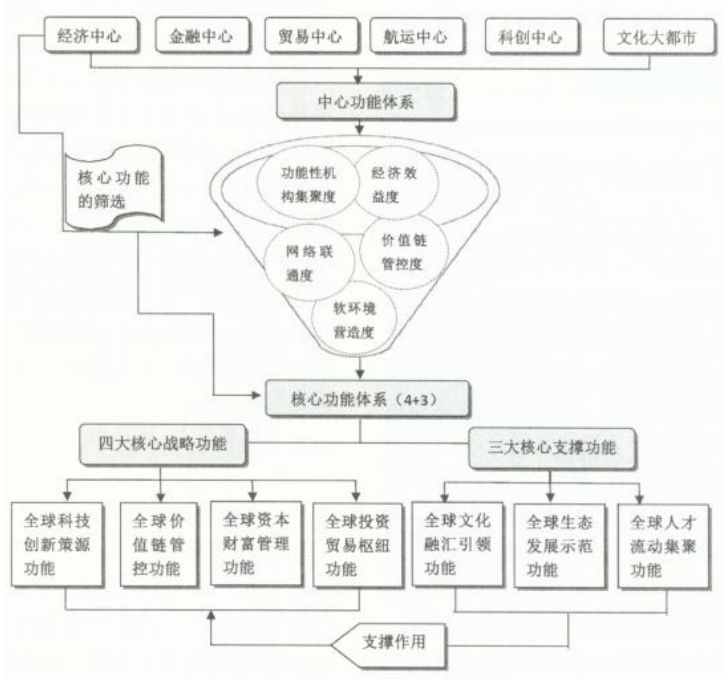 经济中心
金融中心
贸易中心
航运中心
科创中心
文化大都市
中心功能体系
核心功能
的筛选
功能性机
构集聚度
经济效
益度
网络联
通度
价值链
管控度
软环境
营造度
核心功能体系（4+3）
四大核心战略功能
三大核心支撑功能
全球科技
创新策源
功能
全球价
值链管
控功能
全球资本
财富管理
功能
全球投资
贸易枢纽
功能
全球文化
融汇引领
功能
全球生态
发展示范
功能
全球人才
流动集聚
功能
支撑作用